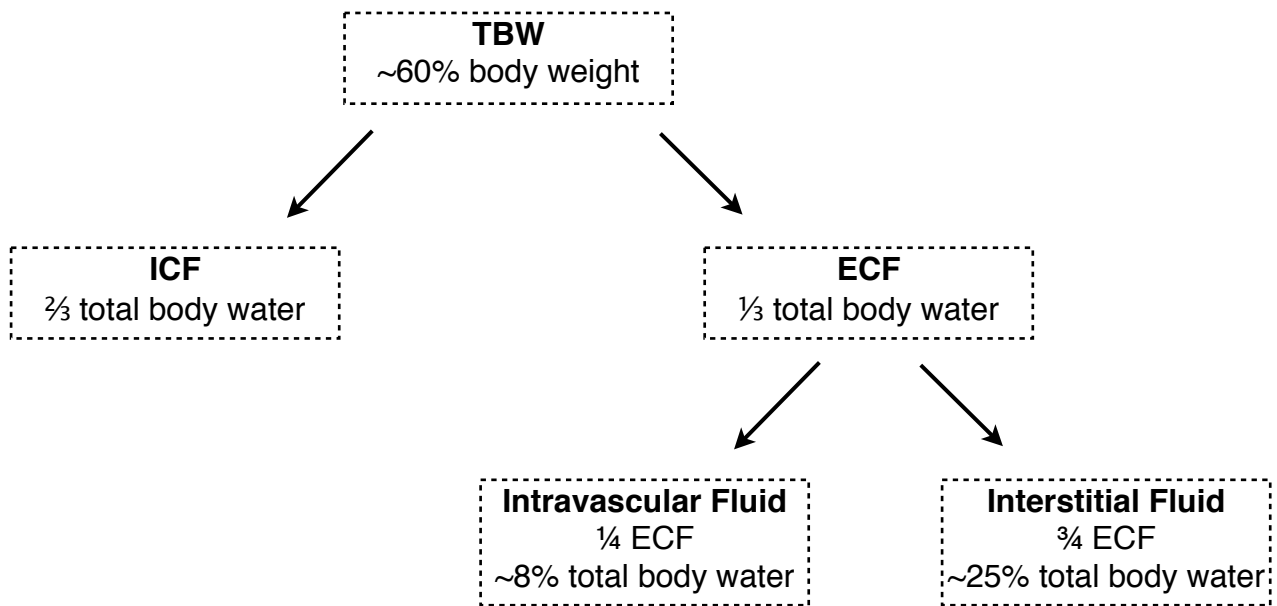 TBW
~60% body weight
ICF
⅔ total body water
ECF
⅓ total body water
Intravascular Fluid
¼ ECF
~8% total body water
Interstitial Fluid
¾ ECF
~25% total body water